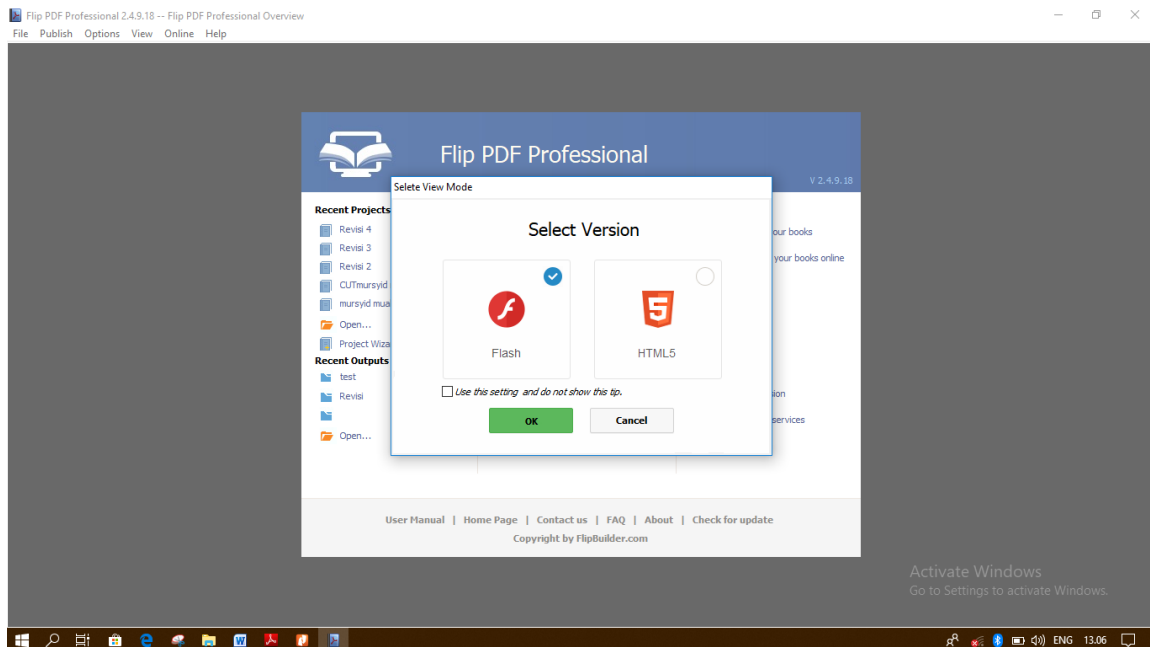 Flip PDF Professional 2.4.9.18 -- Flip PDF Professional Overview
File Publish Options View Online Help
Flip PDF Professional
V 2.4.9.18
Selete View Mode
Select Version
Flash
HTML5
Use this setting and do not show this tip.
OK Cancel
Recent Projects
Revisi 4
Revisi 3
Revisi 2
CUTmursyid
mursyid mua
Open...
Project Wiza
Recent Outputs
test
Revisi
Open...
our books
your books online
ion
services
User Manual | Home Page | Contact us | FAQ | About | Check for update
Copyright by FlipBuilder.com
Activate Windows
Go to Settings to activate Windows.
ENG 13.06